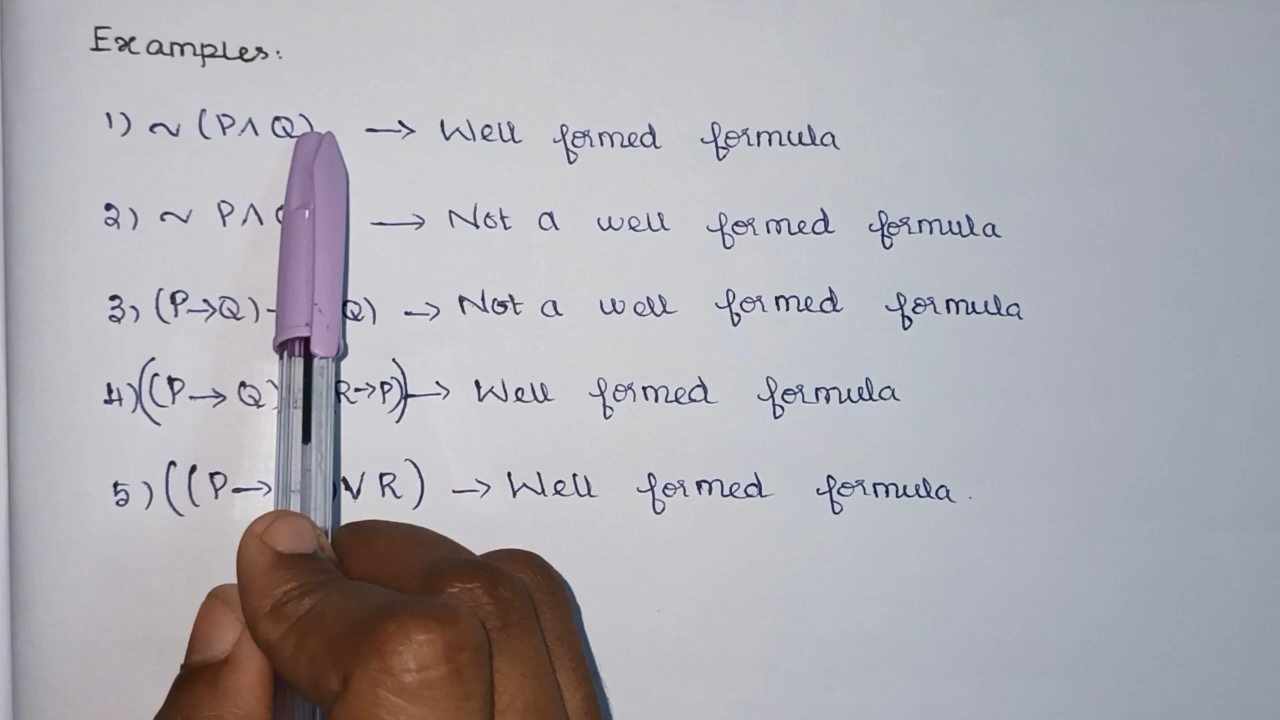 Examples:
1) ~ (P∧Q) → Well formed formula
2) ~ P∧ → Not a well formed formula
3) (P→Q) Q) → Not a well formed formula
4) ((P→Q) R→P)) → Well formed formula
5) ((P→ ∨R) → Well formed formula.